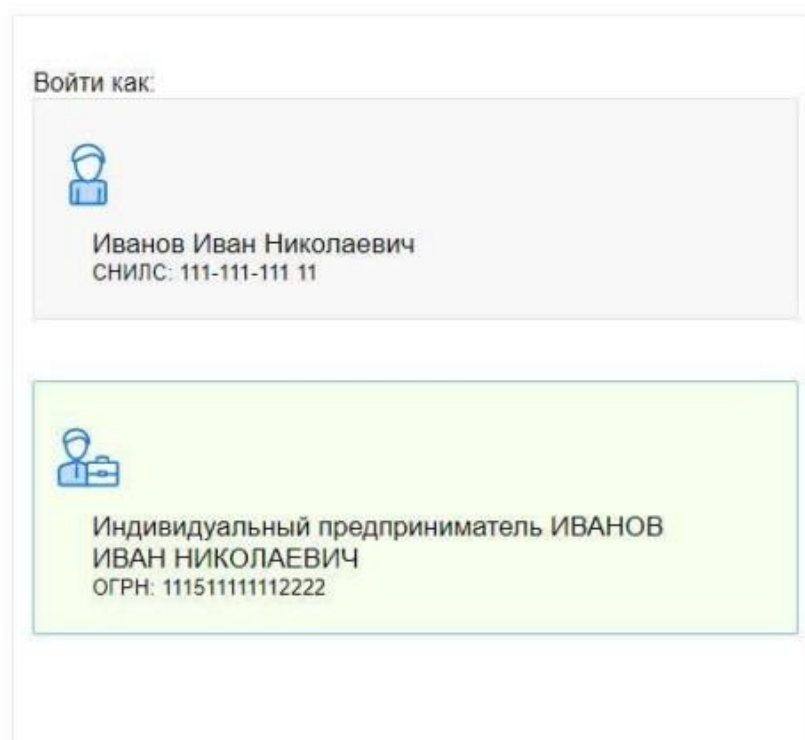 Войти как:
Иванов Иван Николаевич
СНИЛС: 111-111-111 11
Индивидуальный предприниматель ИВАНОВ
ИВАН НИКОЛАЕВИЧ
ОГРН: 111511111112222